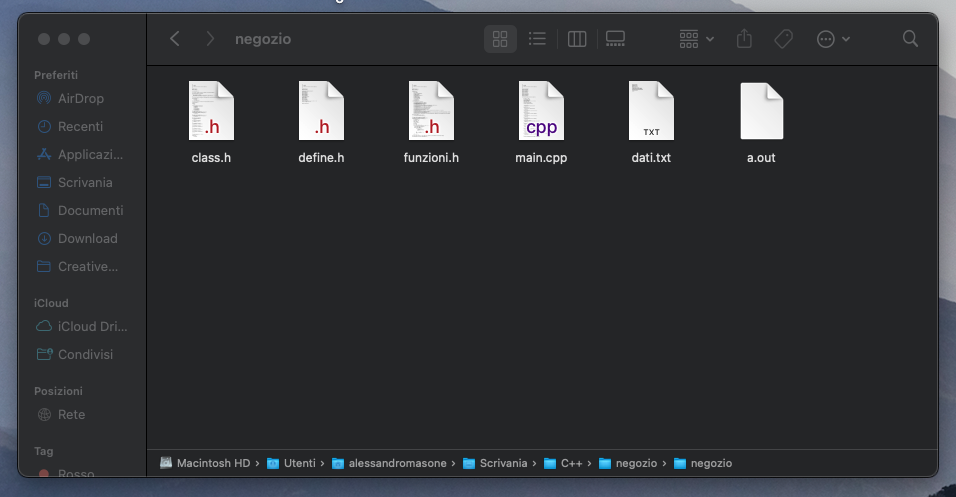 negozio
Preferiti
AirDrop
Recenti
Applicazi...
Scrivania
Documenti
Download
Creative...
iCloud
iCloud Dri...
Condivisi
Posizioni
Rete
Tag
Rosso
.h
class.h
.h
define.h
.h
funzioni.h
cpp
main.cpp
TXT
dati.txt
a.out
Macintosh HD › Utenti › alessandromasone › Scrivania › C++ › negozio › negozio